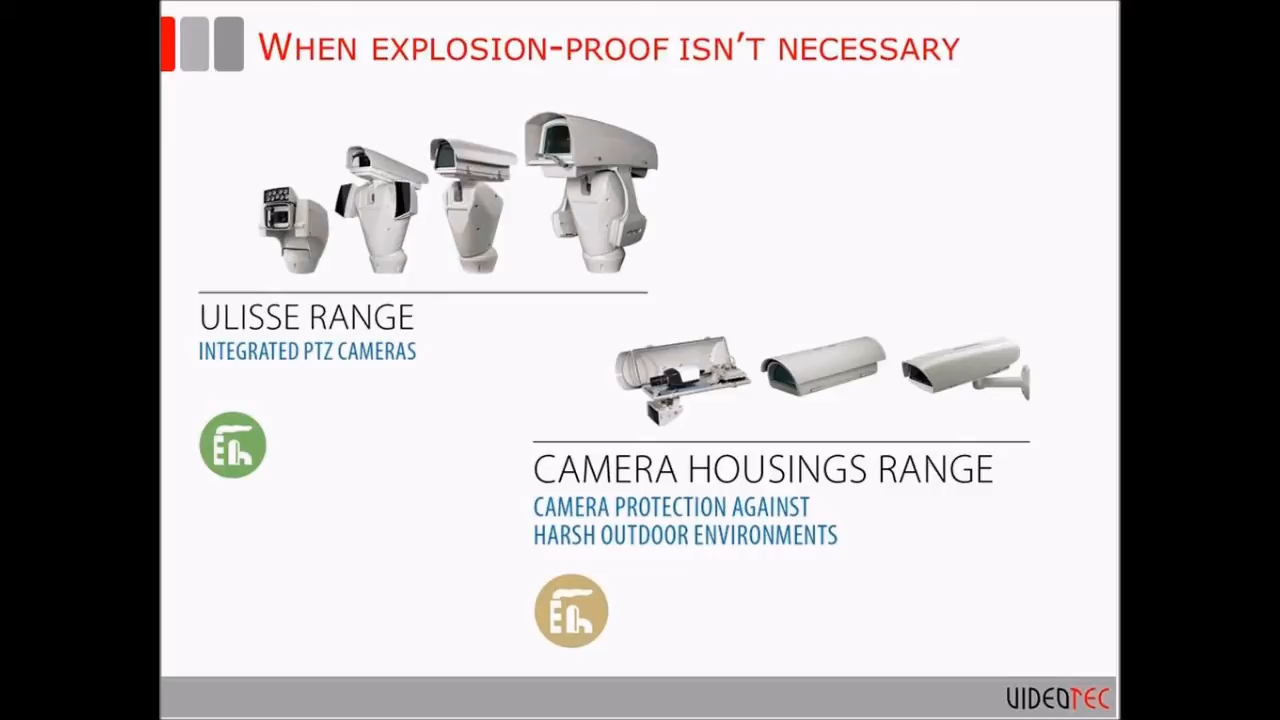 WHEN EXPLOSION-PROOF ISN'T NECESSARY
ULISSE RANGE
INTEGRATED PTZ CAMERAS
CAMERA HOUSINGS RANGE
CAMERA PROTECTION AGAINST
HARSH OUTDOOR ENVIRONMENTS
VIDEOTEC